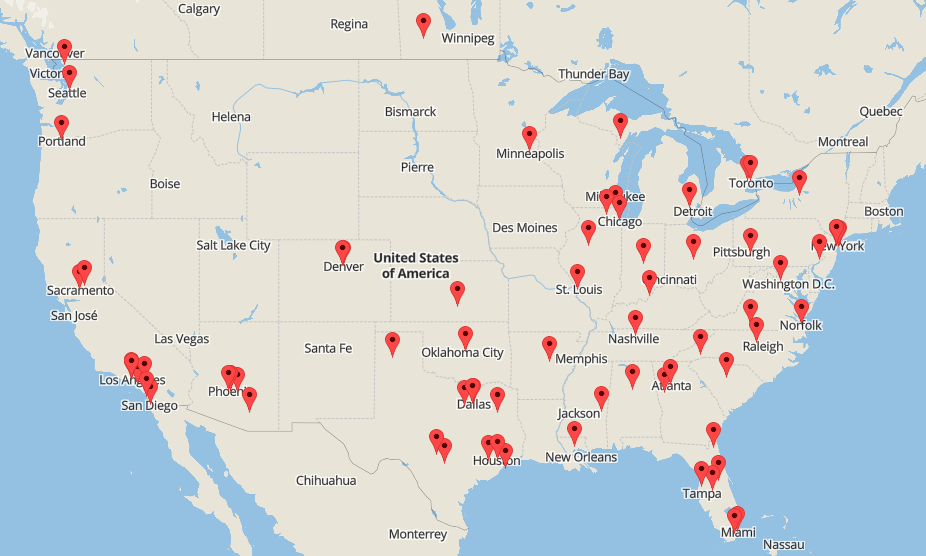 Calgary
Regina
Winnipeg
Vancouver
Victor
Seattle
Thunder Bay
Quebec
Helena
Bismarck
Portland
Minneapolis
Montreal
Pierre
Boise
Toronto
Milwaukee
Detroit
Boston
Chicago
Des Moines
Salt Lake City
New York
Pittsburgh
United States
of America
Denver
Cincinnati
Washington D.C.
Sacramento
St. Louis
San José
Norfolk
Las Vegas
Nashville
Raleigh
Santa Fe
Oklahoma City
Memphis
Los Angeles
Atlanta
Phoenix
San Diego
Dallas
Jackson
New Orleans
Houston
Chihuahua
Tampa
Monterrey
Miami
Nassau